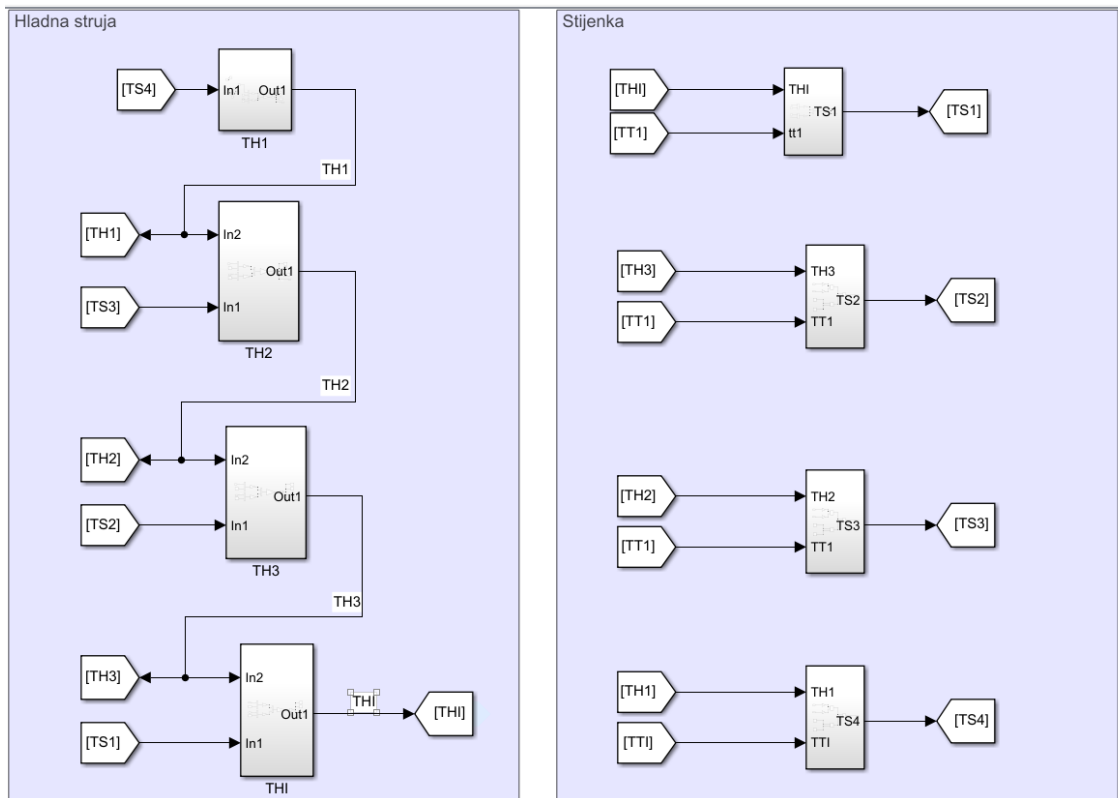 Hladna struja
[TS4]
In1
Out1
TH1
TH1
[TH1]
In2
Out1
[TS3]
In1
TH2
TH2
[TH2]
In2
Out1
[TS2]
In1
TH3
TH3
[TH3]
In2
Out1
THI
[THI]
[TS1]
In1
THI
Stijenka
[THI]
THI
TS1
[TS1]
[TT1]
tt1
[TH3]
TH3
TS2
[TS2]
[TT1]
TT1
[TH2]
TH2
TS3
[TS3]
[TT1]
TT1
[TH1]
TH1
TS4
[TS4]
[TTI]
TTI